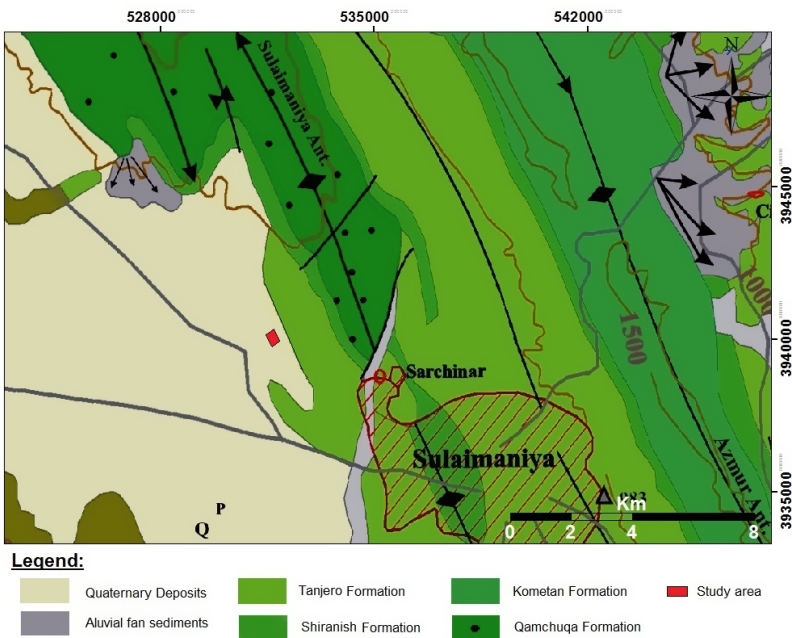 528000 535000 542000
N
Sulaimaniya Ant.
3945000
1000
1500
3940000
Sarchinar
Sulaimaniya
Azmur Ant.
3935000
P
Q
Km
0 2 4 8
Legend:
Quaternary Deposits
Tanjero Formation
Kometan Formation
Study area
Aluvial fan sediments
Shiranish Formation
Qamchuqa Formation